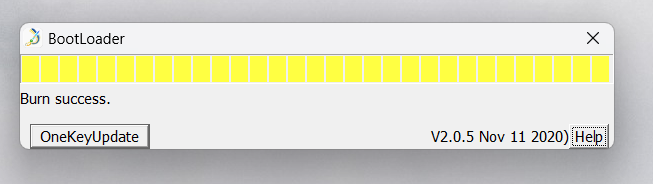 BootLoader
Burn success.
OneKeyUpdate V2.0.5 Nov 11 2020) Help